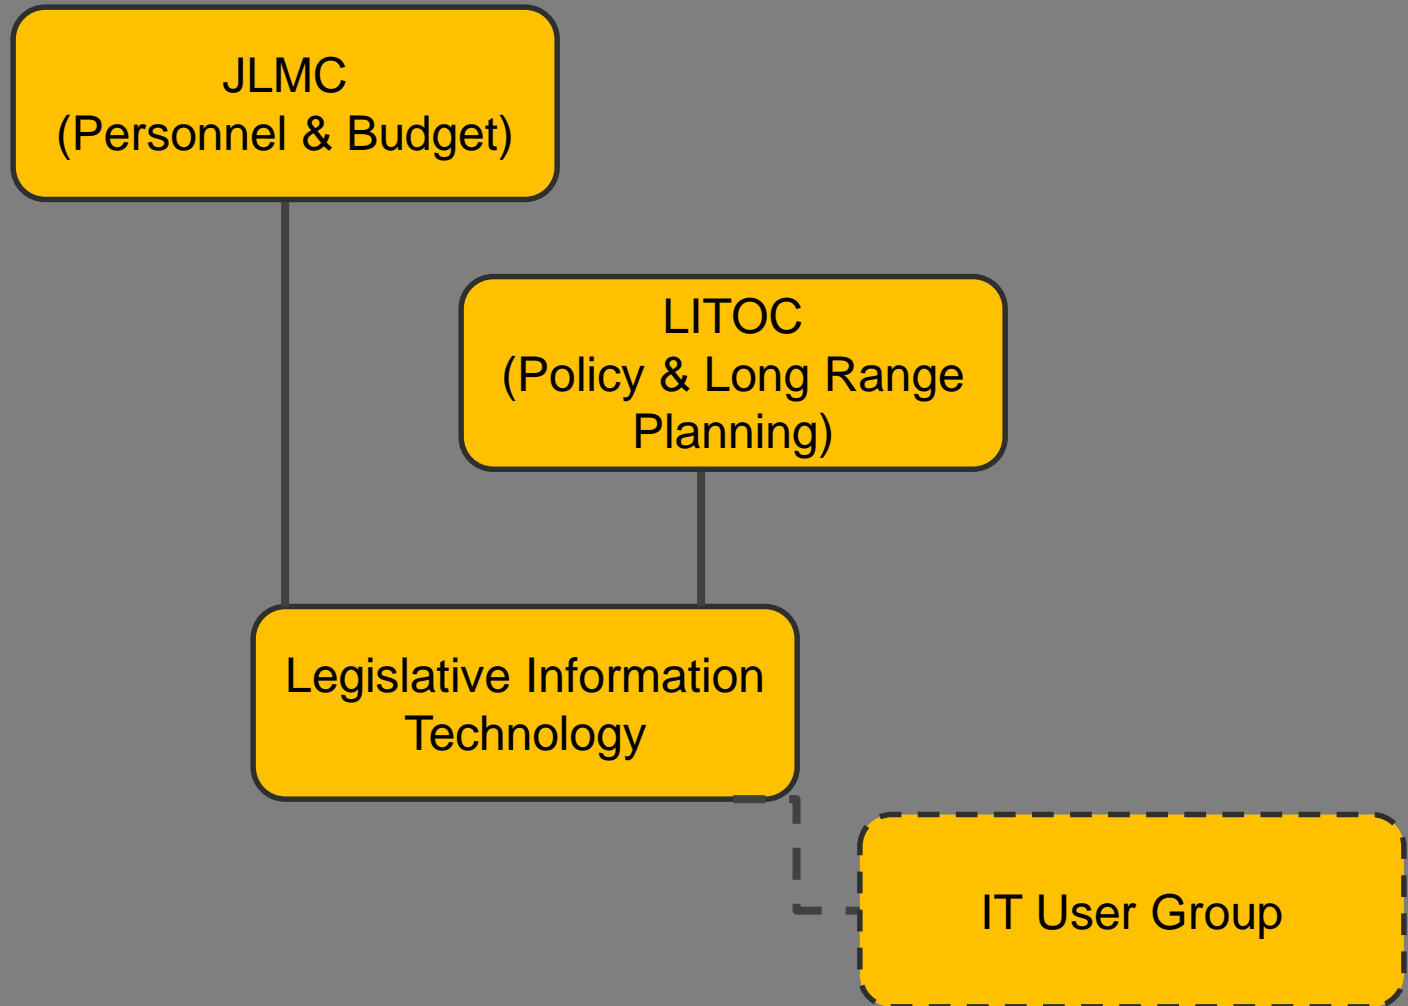 JLMC
(Personnel & Budget)
LITOC
(Policy & Long Range
Planning)
Legislative Information
Technology
IT User Group